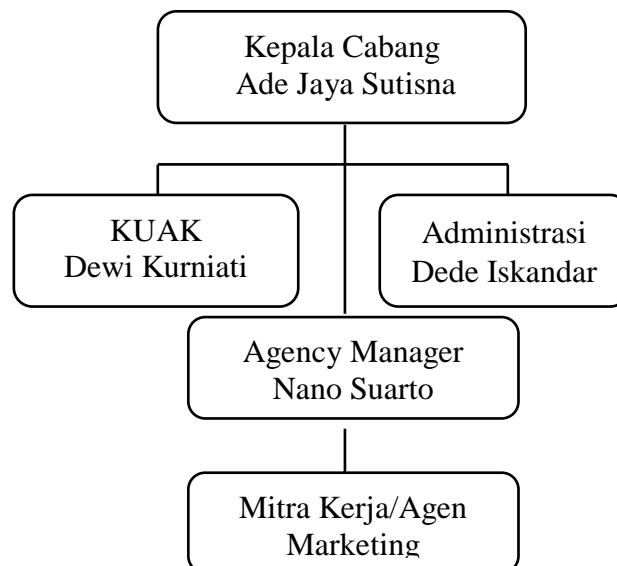 Kepala Cabang
Ade Jaya Sutisna
KUAK
Dewi Kurniati
Administrasi
Dede Iskandar
Agency Manager
Nano Suarto
Mitra Kerja/Agen
Marketing